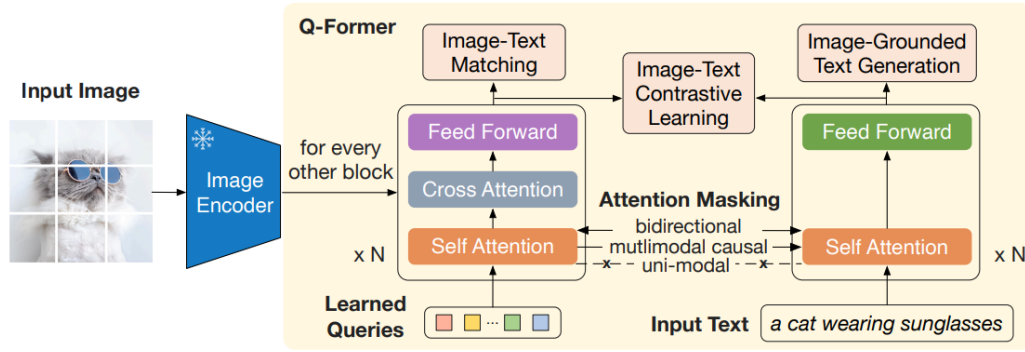 Q-Former
Image-Text
Matching
Image-Text
Contrastive
Learning
Image-Grounded
Text Generation
Input Image
Image
Encoder
for every
other block
Feed Forward
Cross Attention
Self Attention
x N
Attention Masking
bidirectional
mutlimodal causal
uni-modal
x
x
Feed Forward
Self Attention
x N
Learned
Queries
...
Input Text
a cat wearing sunglasses